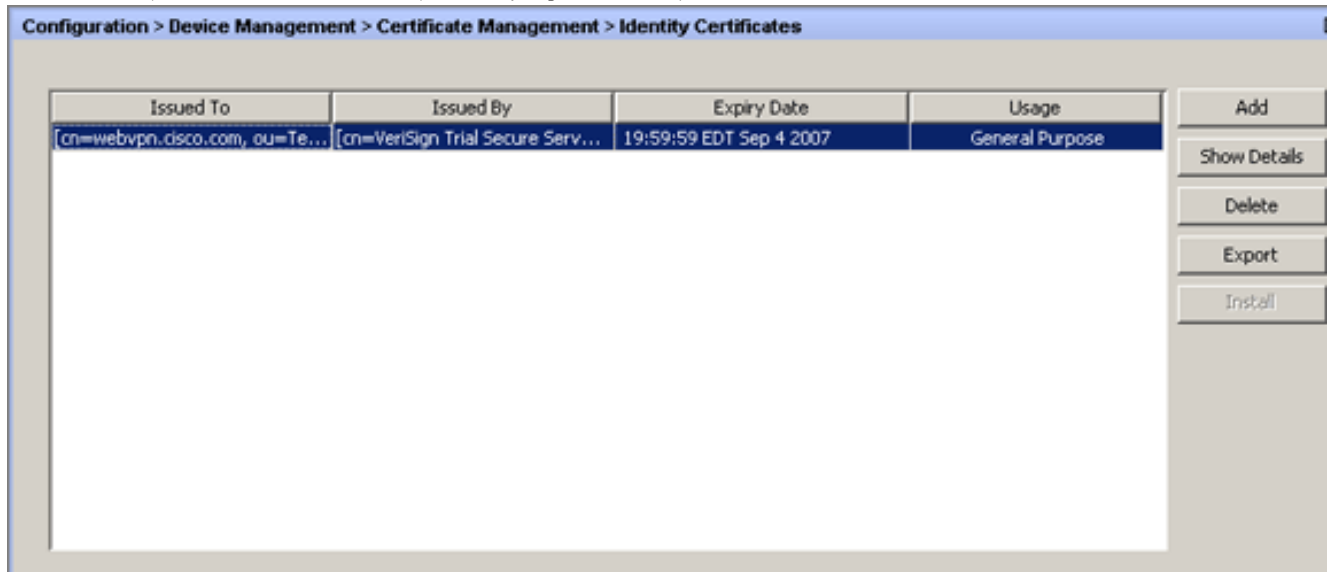 Configuration > Device Management > Certificate Management > Identity Certificates
Issued To Issued By Expiry Date Usage
[cn=webvpn.cisco.com, ou=Te... [cn=VeriSign Trial Secure Serv... 19:59:59 EDT Sep 4 2007 General Purpose
Add
Show Details
Delete
Export
Install